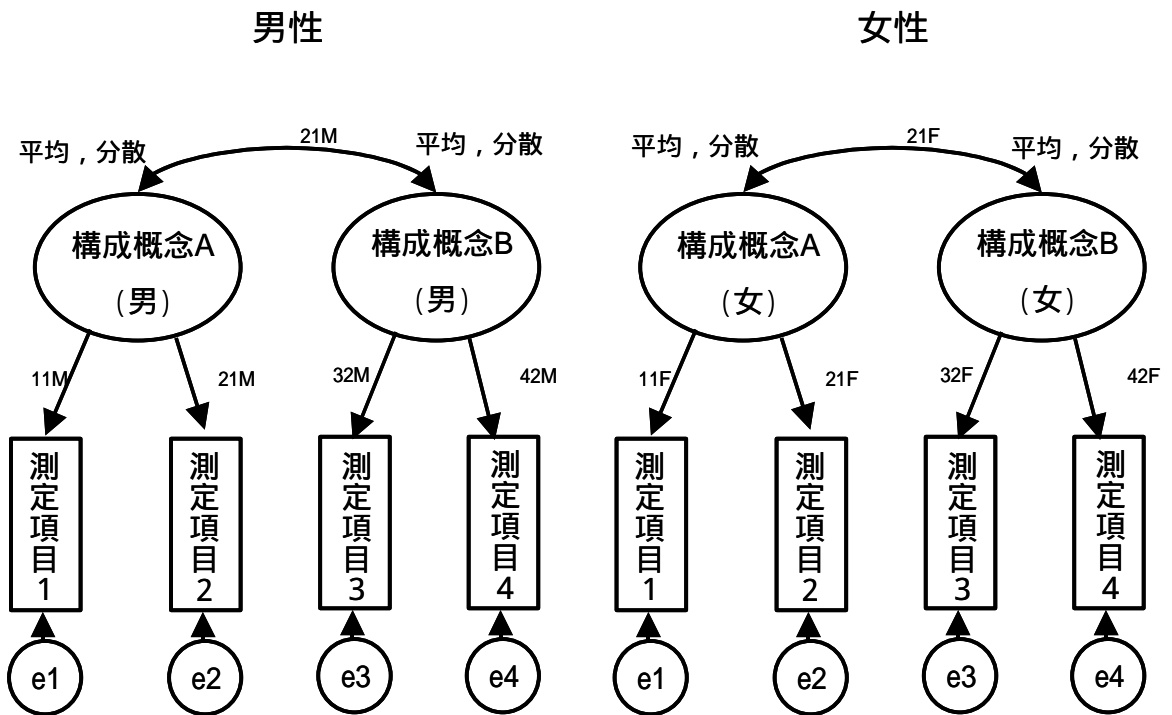 男性
女性
平均，分散
21M
平均，分散
平均，分散
21F
平均，分散
構成概念A
(男)
構成概念B
(男)
構成概念A
(女)
構成概念B
(女)
11M
21M
32M
42M
11F
21F
32F
42F
測定項目1
測定項目2
測定項目3
測定項目4
測定項目1
測定項目2
測定項目3
測定項目4
e1
e2
e3
e4
e1
e2
e3
e4